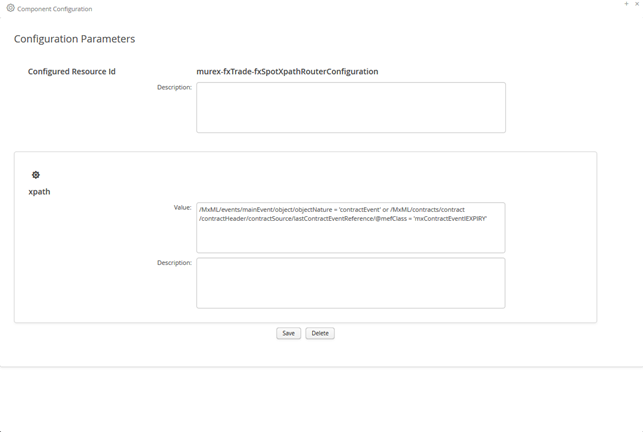 Component Configuration
Configuration Parameters
Configured Resource Id murex-fxTrade-fxSpotXpathRouterConfiguration
Description:
xpath
Value: /MxML/events/mainEvent/object/objectNature = 'contractEvent' or /MxML/contracts/contract
/contractHeader/contractSource/lastContractEventReference/@mefClass = 'mxContractEventIEXPIRY'
Description:
Save Delete